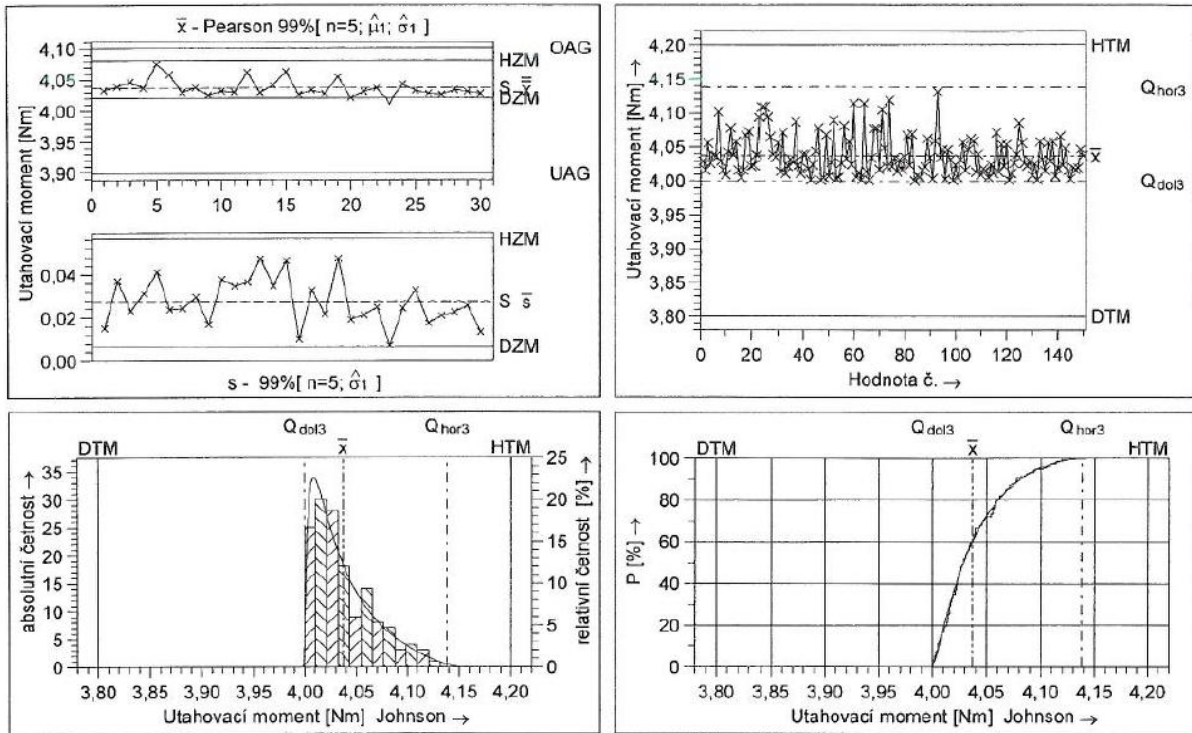 x̄ - Pearson 99%[ n=5; μ̂1; σ̂1 ]
OAG
HZM
S x̿
DZM
UAG
4,10
4,05
4,00
3,95
3,90
0 5 10 15 20 25 30
Utahovací moment [Nm]
HZM
S s̄
DZM
0,04
0,02
0,00
s - 99%[ n=5; σ̂1 ]
4,20
4,15
4,10
4,05
4,00
3,95
3,90
3,85
3,80
Utahovací moment [Nm] →
HTM
Qhor3
x̿
Qdol3
DTM
0 20 40 60 80 100 120 140
Hodnota č. →
Qdol3 Qhor3
DTM x̄ HTM
35
30
25
20
15
10
5
0
absolutní četnost →
25
20
15
10
5
0
relativní četnost [%] →
3,80 3,85 3,90 3,95 4,00 4,05 4,10 4,15 4,20
Utahovací moment [Nm] Johnson →
Qdol3 Qhor3
DTM x̄ HTM
100
80
60
40
20
0
P [%] →
3,80 3,85 3,90 3,95 4,00 4,05 4,10 4,15 4,20
Utahovací moment [Nm] Johnson →